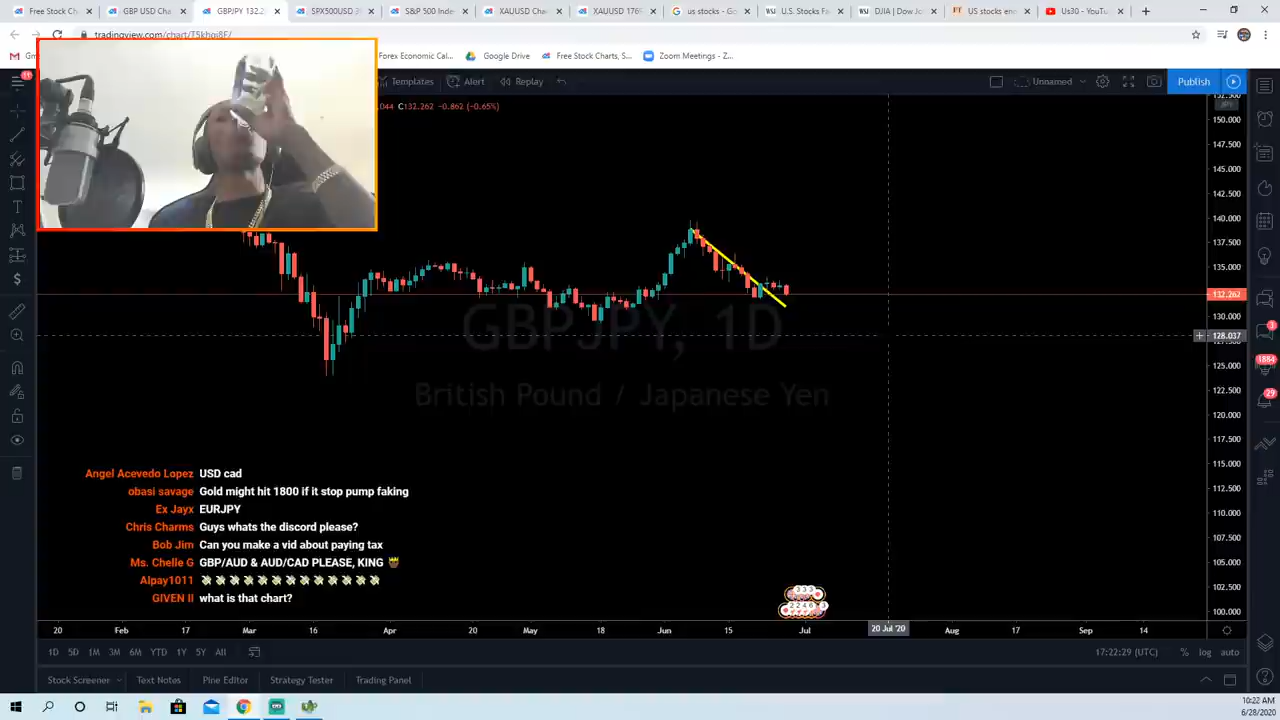 Free Stock Ch
GBP USD Cha
GBPJPY 132.2
SPX500USD 3
S&P 500 Inde
XAUUSD Cha
XAUUSD 176
us stocks - G
U.S. Stocks Fa
DJIA | Dow Jo
US stocks end
Us30 - YouTu
tradingview.com/chart/T5khqi8F/
Forex Economic Cal...
Google Drive
Free Stock Charts, S...
Zoom Meetings - Z...
11
Templates
Alert
Replay
Unnamed
Publish
.044 C132.262 -0.862 (-0.65%)
JPY
150.000
147.500
145.000
142.500
140.000
137.500
135.000
132.262
130.000
128.037
125.000
122.500
120.000
117.500
115.000
112.500
110.000
107.500
105.000
102.500
100.000
3
1884
29
GBPJPY, 1D
British Pound / Japanese Yen
Angel Acevedo Lopez USD cad
obasi savage Gold might hit 1800 if it stop pump faking
Ex Jayx EURJPY
Chris Charms Guys whats the discord please?
Bob Jim Can you make a vid about paying tax
Ms. Chelle G GBP/AUD & AUD/CAD PLEASE, KING 🤴
Alpay1011 💸💸💸💸💸💸💸💸💸💸💸💸💸
GIVEN II what is that chart?
20 Feb 17 Mar 16 Apr 20 May 18 Jun 15 Jul 20 Jul '20 Aug 17 Sep 14
1D 5D 1M 3M 6M YTD 1Y 5Y All
17:22:29 (UTC) % log auto
Stock Screener Text Notes Pine Editor Strategy Tester Trading Panel
10:22 AM
6/28/2020